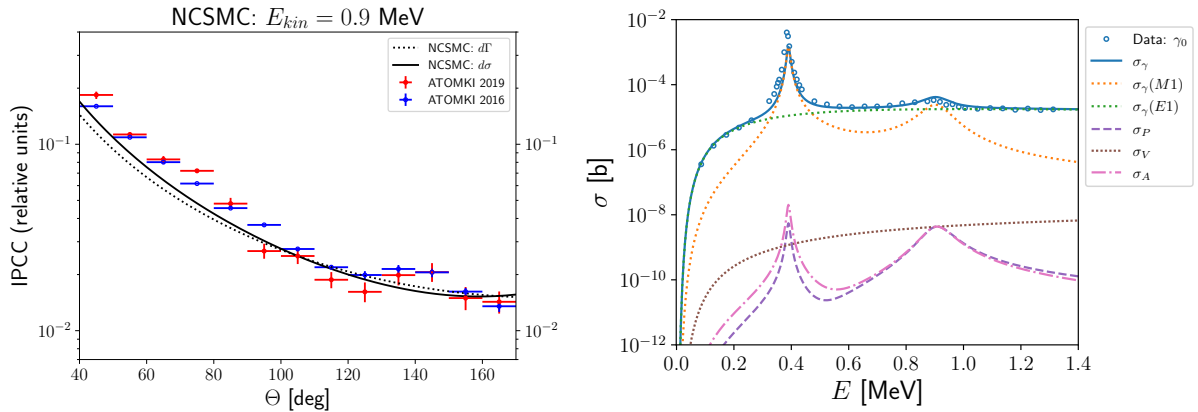 NCSMC: E_kin = 0.9 MeV
NCSMC: dΓ
NCSMC: dσ
ATOMKI 2019
ATOMKI 2016
IPCC (relative units)
10⁻¹
10⁻²
10⁻¹
10⁻²
40 60 80 100 120 140 160
Θ [deg]
σ [b]
10⁻²
10⁻⁴
10⁻⁶
10⁻⁸
10⁻¹⁰
10⁻¹²
0.0 0.2 0.4 0.6 0.8 1.0 1.2 1.4
E [MeV]
Data: γ₀
σ_γ
σ_γ(M1)
σ_γ(E1)
σ_P
σ_V
σ_A